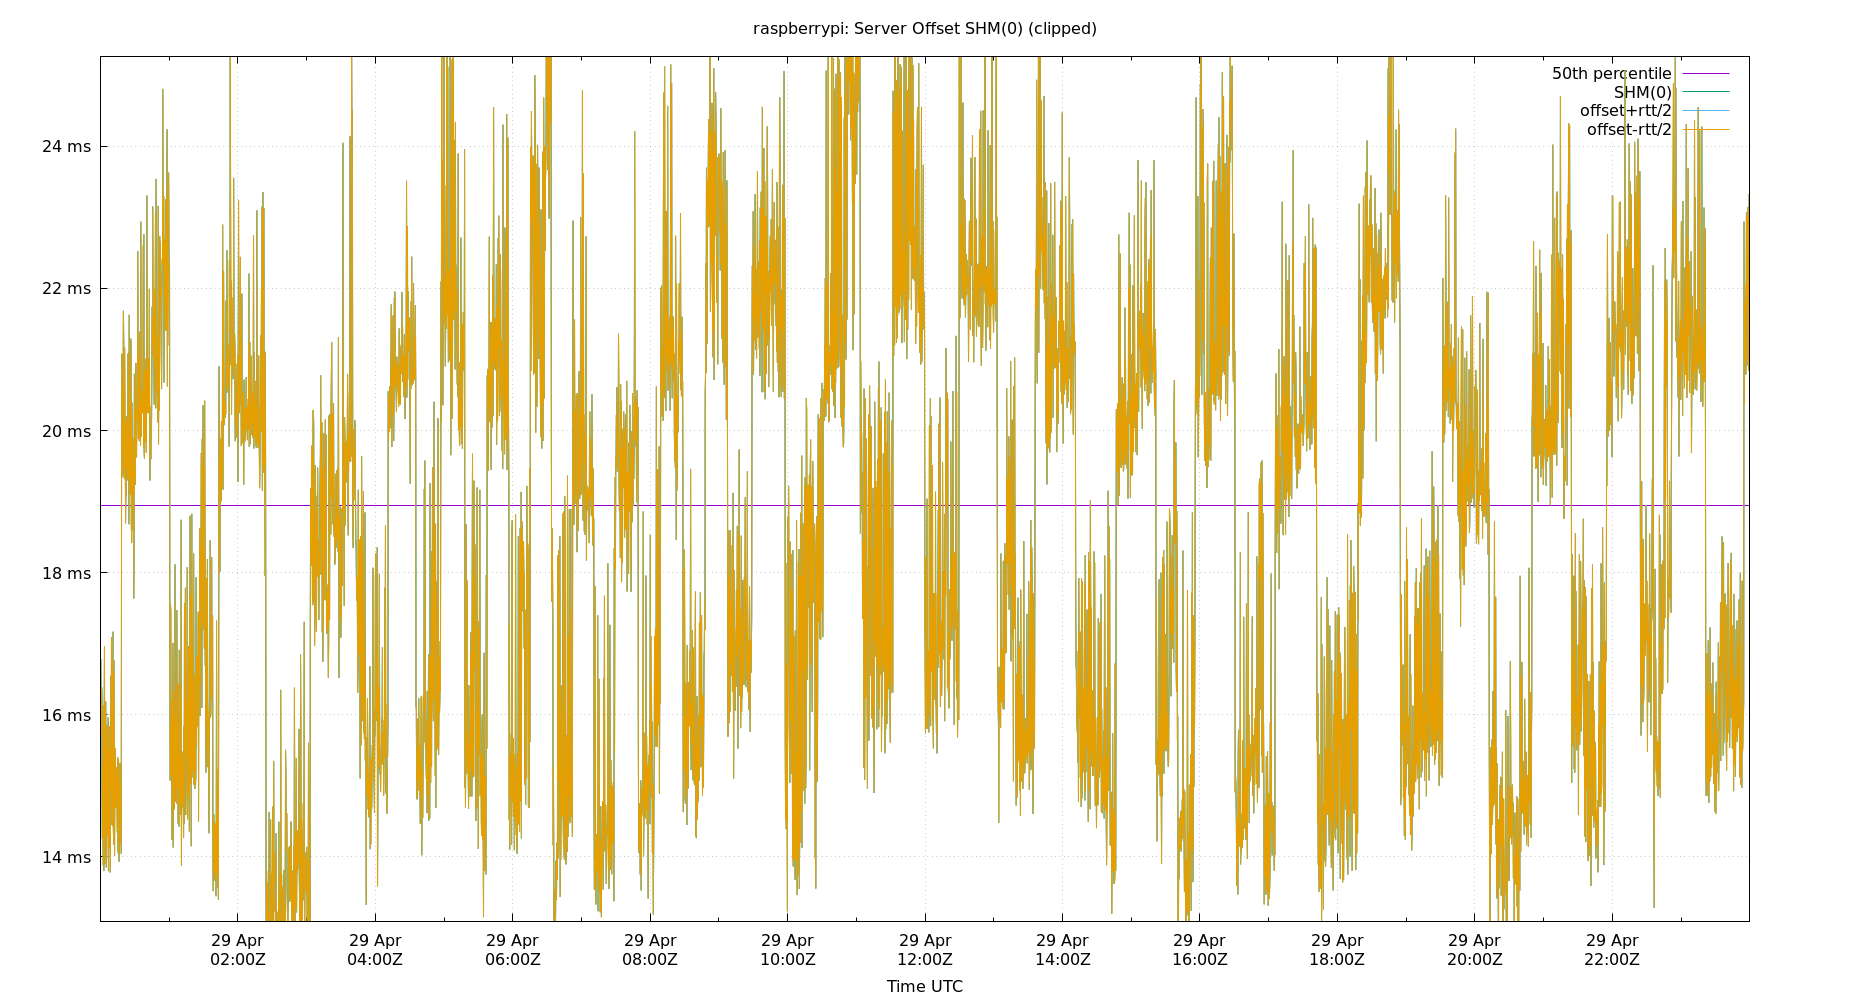 raspberrypi: Server Offset SHM(0) (clipped)
50th percentile
SHM(0)
offset+rtt/2
offset-rtt/2
24 ms
22 ms
20 ms
18 ms
16 ms
14 ms
29 Apr 29 Apr 29 Apr 29 Apr 29 Apr 29 Apr 29 Apr 29 Apr 29 Apr 29 Apr 29 Apr
02:00Z 04:00Z 06:00Z 08:00Z 10:00Z 12:00Z 14:00Z 16:00Z 18:00Z 20:00Z 22:00Z
Time UTC